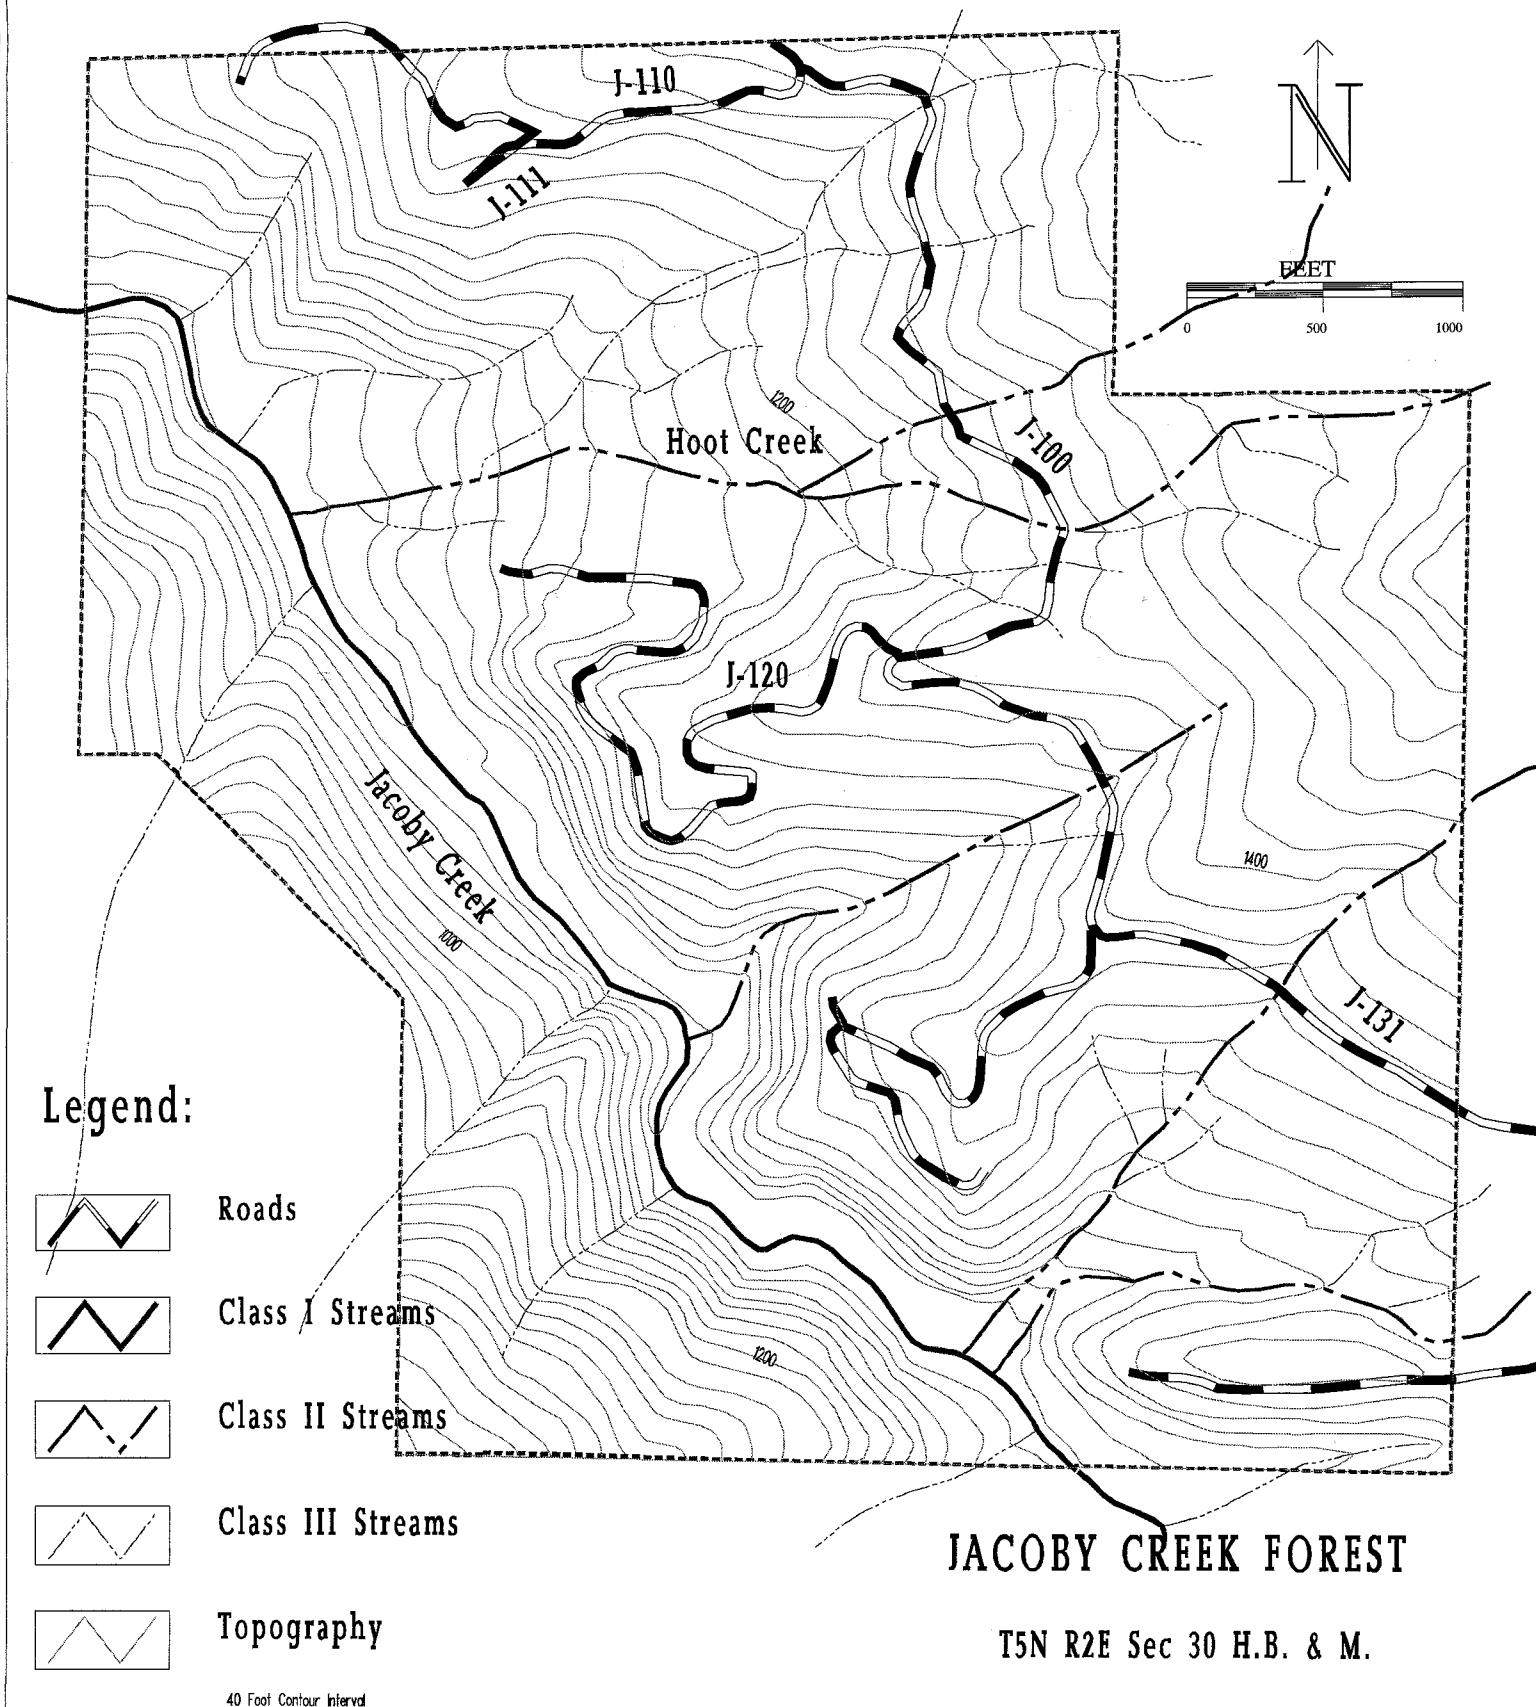 J-110
J-111
N
FEET
0 500 1000
1200
Hoot Creek
J-100
J-120
Jacoby Creek
1400
1000
J-131
Legend:
Roads
Class I Streams
1200
Class II Streams
Class III Streams
JACOBY CREEK FOREST
Topography
T5N R2E Sec 30 H.B. & M.
40 Foot Contour Interval